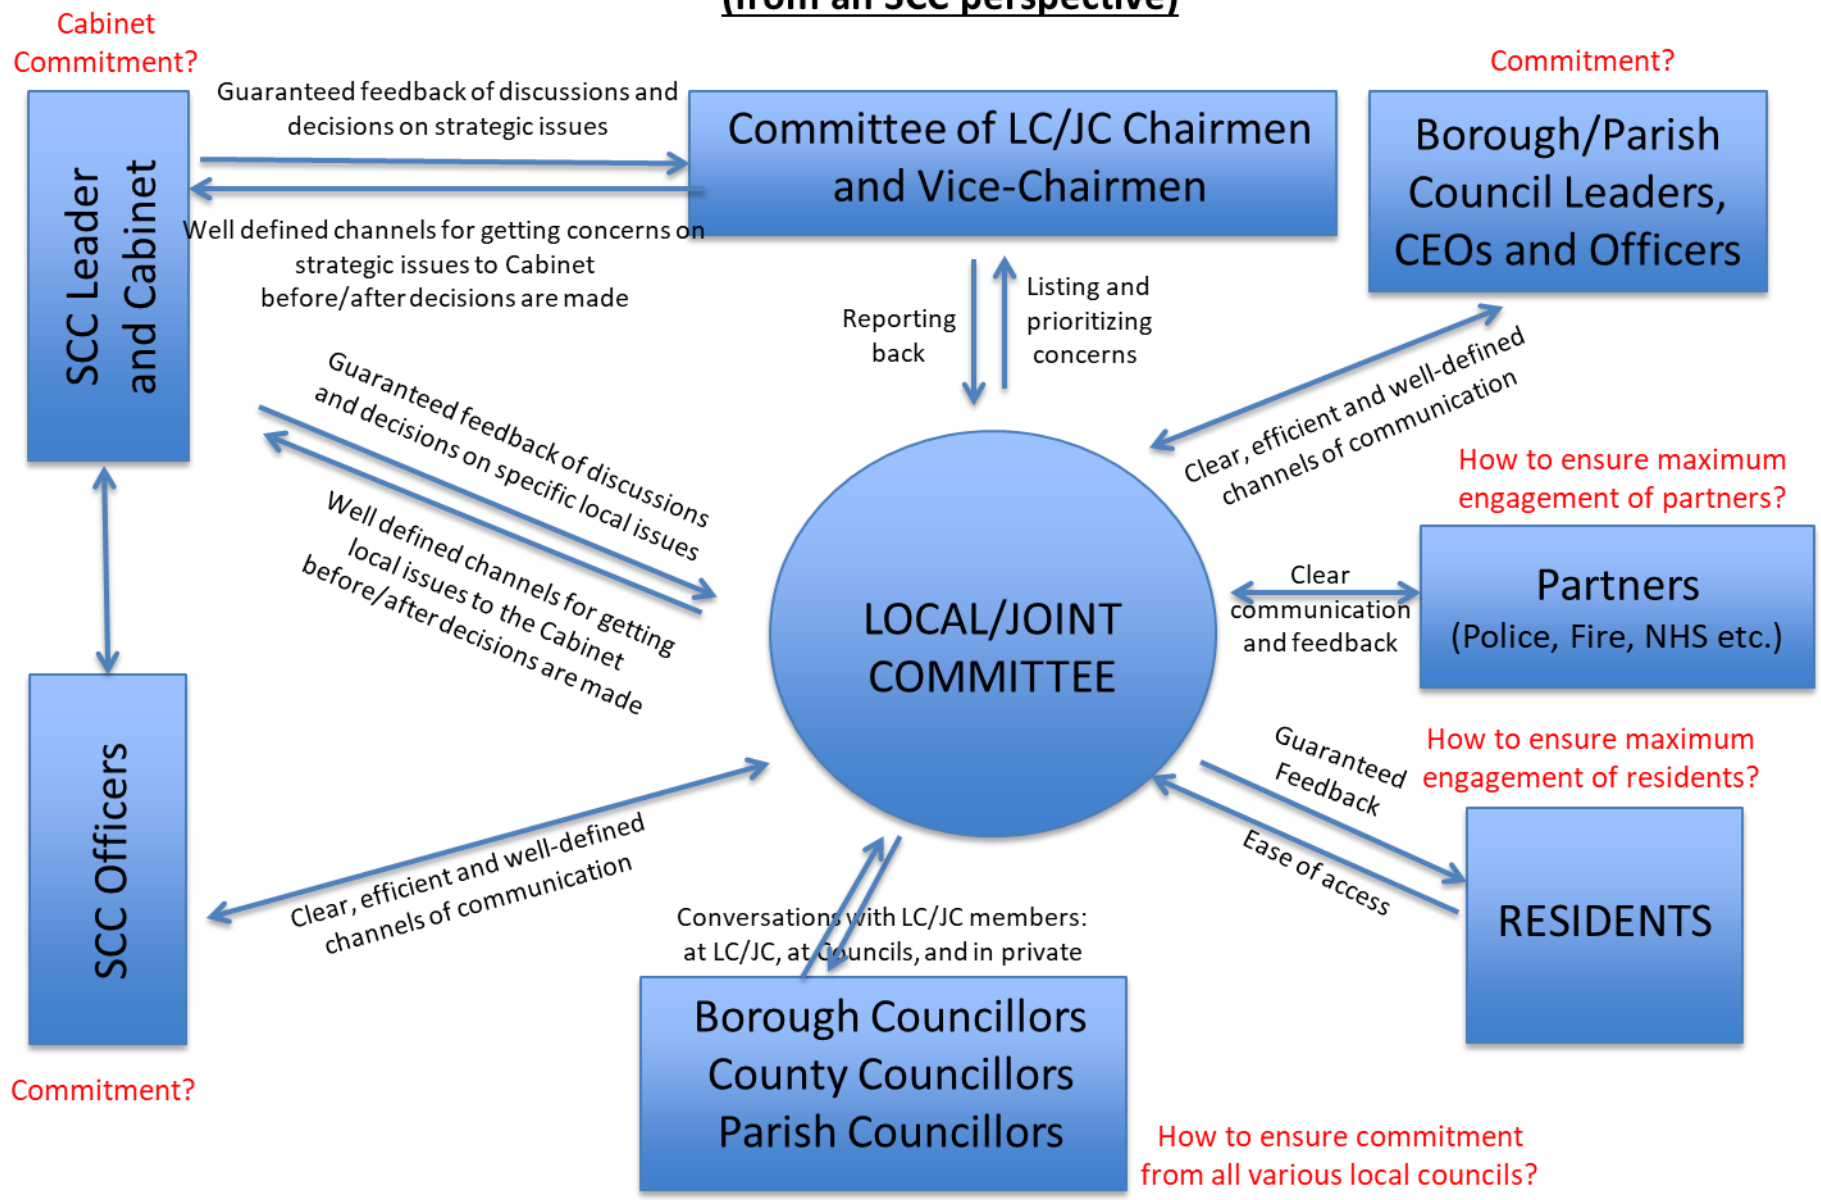 (from an SCC perspective)
Cabinet
Commitment?
Guaranteed feedback of discussions and
decisions on strategic issues
SCC Leader
and Cabinet
Well defined channels for getting concerns on
strategic issues to Cabinet
before/after decisions are made
Committee of LC/JC Chairmen
and Vice-Chairmen
Commitment?
Borough/Parish
Council Leaders,
CEOs and Officers
Reporting
back
Listing and
prioritizing
concerns
Clear, efficient and well-defined
channels of communication
Guaranteed feedback of discussions
and decisions on specific local issues
Well defined channels for getting
local issues to the Cabinet
before/after decisions are made
LOCAL/JOINT
COMMITTEE
How to ensure maximum
engagement of partners?
Clear
communication
and feedback
Partners
(Police, Fire, NHS etc.)
Guaranteed
Feedback
Ease of access
How to ensure maximum
engagement of residents?
RESIDENTS
SCC Officers
Commitment?
Clear, efficient and well-defined
channels of communication
Conversations with LC/JC members:
at LC/JC, at Councils, and in private
Borough Councillors
County Councillors
Parish Councillors
How to ensure commitment
from all various local councils?